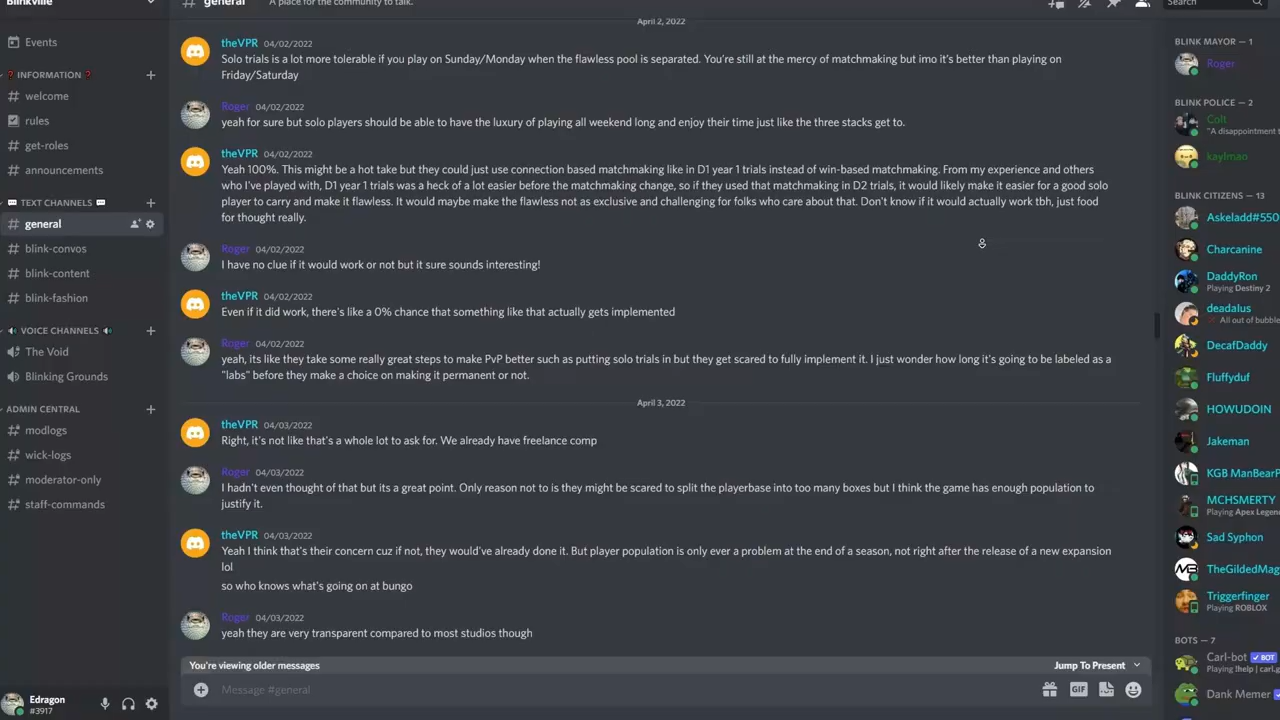 Blinkville
Events
INFORMATION
welcome
rules
get-roles
announcements
TEXT CHANNELS
general
blink-convos
blink-content
blink-fashion
VOICE CHANNELS
The Void
Blinking Grounds
ADMIN CENTRAL
modlogs
wick-logs
moderator-only
staff-commands
Edragon
#3917
# general A place for the community to talk.
Search
April 2, 2022
theVPR 04/02/2022
Solo trials is a lot more tolerable if you play on Sunday/Monday when the flawless pool is separated. You're still at the mercy of matchmaking but imo it's better than playing on
Friday/Saturday
Roger 04/02/2022
yeah for sure but solo players should be able to have the luxury of playing all weekend long and enjoy their time just like the three stacks get to.
theVPR 04/02/2022
Yeah 100%. This might be a hot take but they could just use connection based matchmaking like in D1 year 1 trials instead of win-based matchmaking. From my experience and others
who I've played with, D1 year 1 trials was a heck of a lot easier before the matchmaking change, so if they used that matchmaking in D2 trials, it would likely make it easier for a good solo
player to carry and make it flawless. It would maybe make the flawless not as exclusive and challenging for folks who care about that. Don't know if it would actually work tbh, just food
for thought really.
Roger 04/02/2022
I have no clue if it would work or not but it sure sounds interesting!
theVPR 04/02/2022
Even if it did work, there's like a 0% chance that something like that actually gets implemented
Roger 04/02/2022
yeah, its like they take some really great steps to make PvP better such as putting solo trials in but they get scared to fully implement it. I just wonder how long it's going to be labeled as a
"labs" before they make a choice on making it permanent or not.
April 3, 2022
theVPR 04/03/2022
Right, it's not like that's a whole lot to ask for. We already have freelance comp
Roger 04/03/2022
I hadn't even thought of that but its a great point. Only reason not to is they might be scared to split the playerbase into too many boxes but I think the game has enough population to
justify it.
theVPR 04/03/2022
Yeah I think that's their concern cuz if not, they would've already done it. But player population is only ever a problem at the end of a season, not right after the release of a new expansion
lol
so who knows what's going on at bungo
Roger 04/03/2022
yeah they are very transparent compared to most studios though
You're viewing older messages
Jump To Present
Message #general
GIF
BLINK MAYOR — 1
Roger
BLINK POLICE — 2
Colt
"A disappointment t
kaylmao
BLINK CITIZENS — 13
Askeladd#550
Charcanine
DaddyRon
Playing Destiny 2
deadalus
All out of bubble
DecafDaddy
Fluffyduf
HOWUDOIN
Jakeman
KGB ManBearP
MCHSMERTY
Playing Apex Legen
Sad Syphon
TheGildedMag
Triggerfinger
Playing ROBLOX
BOTS — 7
Carl-bot BOT
Playing !help | carl.g
Dank Memer